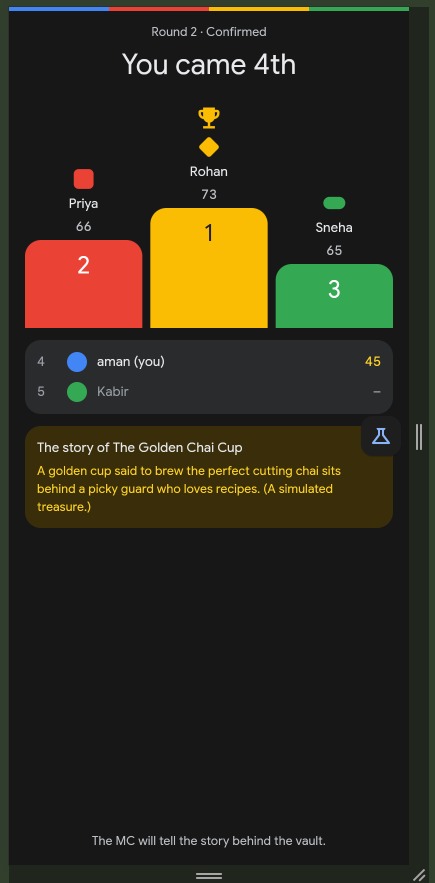 Round 2 · Confirmed
You came 4th
Rohan
73
Priya
66
Sneha
65
1
2
3
4 aman (you) 45
5 Kabir –
The story of The Golden Chai Cup
A golden cup said to brew the perfect cutting chai sits
behind a picky guard who loves recipes. (A simulated
treasure.)
The MC will tell the story behind the vault.